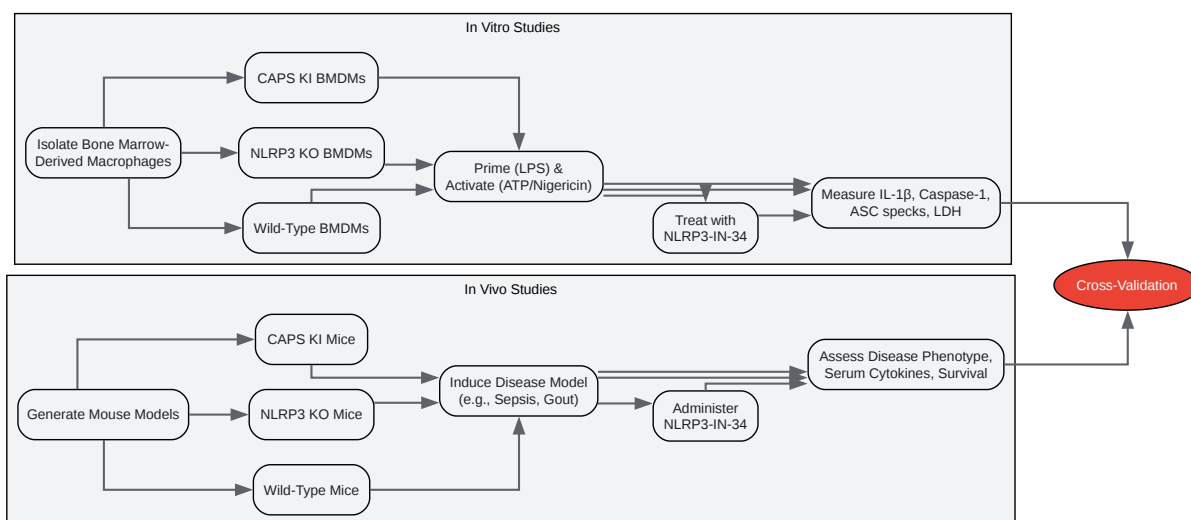 In Vitro Studies
CAPS KI BMDMs
Isolate Bone Marrow-
Derived Macrophages
NLRP3 KO BMDMs
Wild-Type BMDMs
Prime (LPS) &
Activate (ATP/Nigericin)
Treat with
NLRP3-IN-34
Measure IL-1β, Caspase-1,
ASC specks, LDH
Cross-Validation
In Vivo Studies
CAPS KI Mice
Generate Mouse Models
NLRP3 KO Mice
Wild-Type Mice
Induce Disease Model
(e.g., Sepsis, Gout)
Administer
NLRP3-IN-34
Assess Disease Phenotype,
Serum Cytokines, Survival